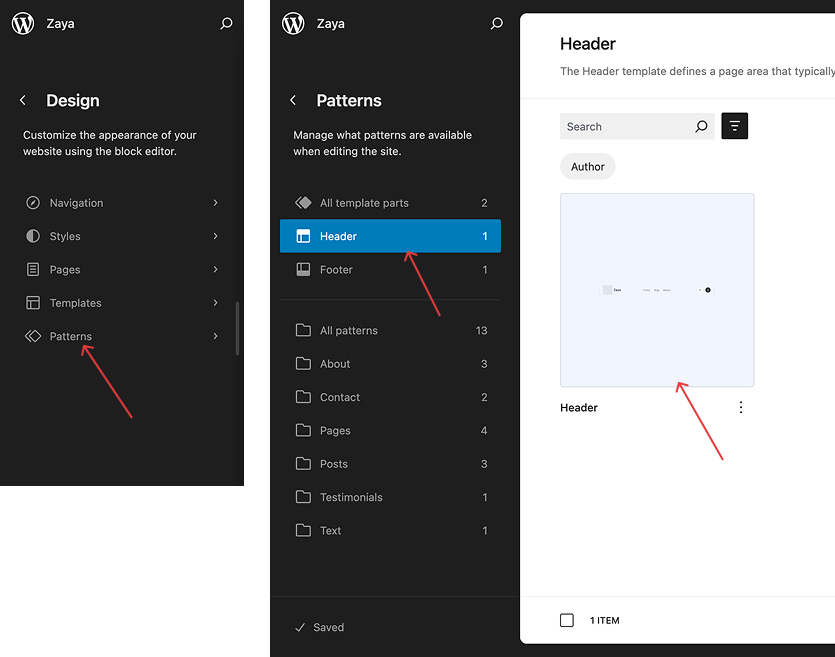 Zaya
Design
Customize the appearance of your
website using the block editor.
Navigation
Styles
Pages
Templates
Patterns
Zaya
Patterns
Manage what patterns are available
when editing the site.
All template parts 2
Header 1
Footer 1
All patterns 13
About 3
Contact 2
Pages 4
Posts 3
Testimonials 1
Text 1
Saved
Header
The Header template defines a page area that typically
Search
Author
Header
1 ITEM